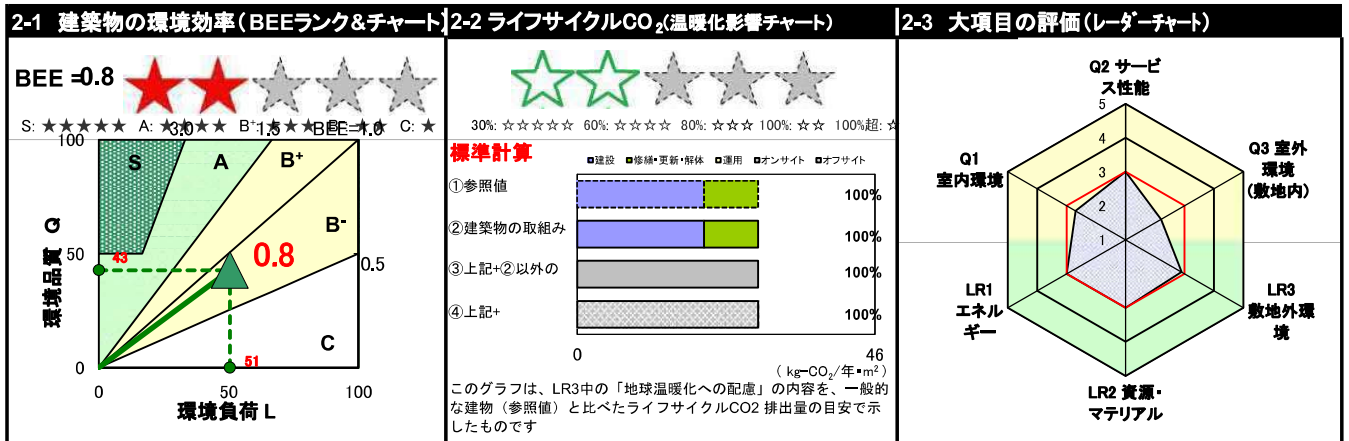 2-1 建築物の環境効率(BEEランク&チャート)
BEE =0.8
S: ★★★★★ A: ★★★★ B⁺: ★★★ B⁻: ★★ C: ★
3.0 1.5 BEE=1.0
100
S
A
B⁺
B⁻
50
43
0.8
0.5
C
0
51
0
50
100
環境品質 Q
環境負荷 L
2-2 ライフサイクルCO₂(温暖化影響チャート)
30%: ☆☆☆☆☆ 60%: ☆☆☆☆ 80%: ☆☆☆ 100%: ☆☆ 100%超: ☆
標準計算
■建設 ■修繕・更新・解体 ■運用 ■オンサイト ■オフサイト
①参照値 100%
②建築物の取組み 100%
③上記+②以外の 100%
④上記+ 100%
0 46
( kg-CO₂/年・m² )
このグラフは、LR3中の「地球温暖化への配慮」の内容を、一般的
な建物（参照値）と比べたライフサイクルCO2 排出量の目安で示
したものです
2-3 大項目の評価(レーダーチャート)
Q2 サービ
ス性能
5
4
3
2
1
Q1
室内環境
Q3 室外
環境
(敷地内)
LR1
エネル
ギー
LR3
敷地外環
境
LR2 資源・
マテリアル